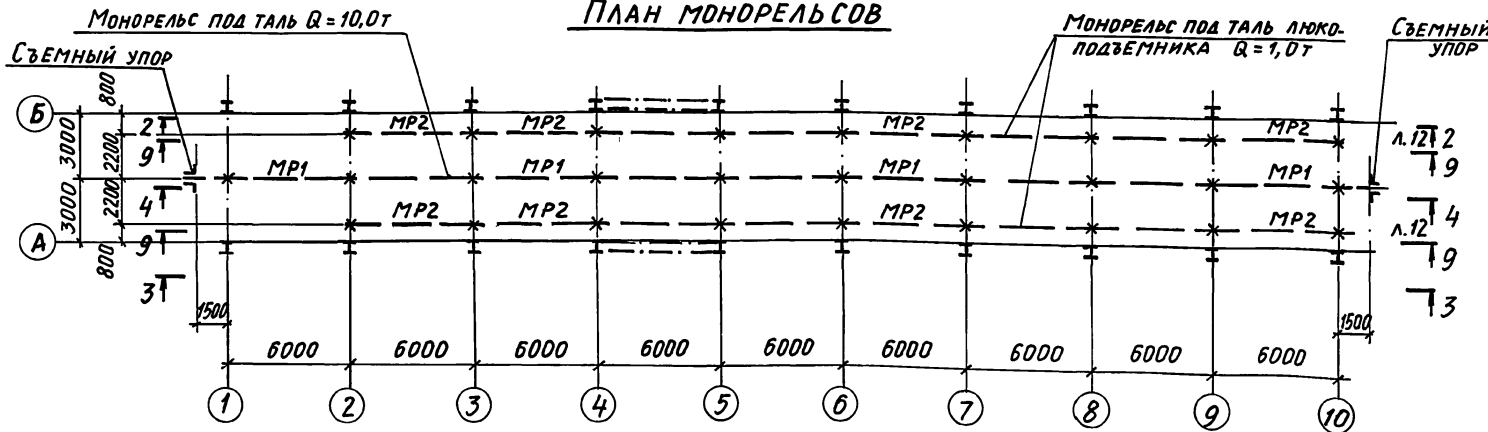 План монорельсов
Монорельс под таль Q = 10,0т
Съемный упор
Монорельс под таль люко-
подъемника Q = 1,0т
Съемный
упор
800
Б
2
МР2
МР2
МР2
МР2
л.12
2
3000
2200
9
9
МР1
МР1
МР1
3000
2200
4
4
МР2
МР2
МР2
МР2
л.12
А
9
9
800
3
3
1500
1500
6000
6000
6000
6000
6000
6000
6000
6000
6000
1
2
3
4
5
6
7
8
9
10